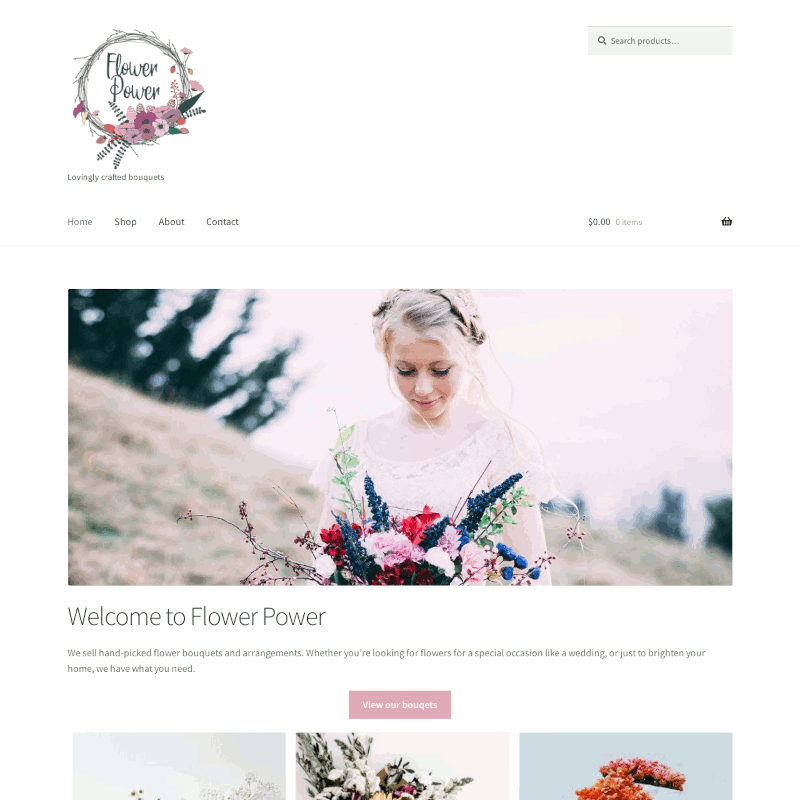 Flower
Power
Search products...
Lovingly crafted bouquets
Home Shop About Contact
$0.00 0 items
Welcome to Flower Power
We sell hand-picked flower bouquets and arrangements. Whether you're looking for flowers for a special occasion like a wedding, or just to brighten your
home, we have what you need.
View our bouqets